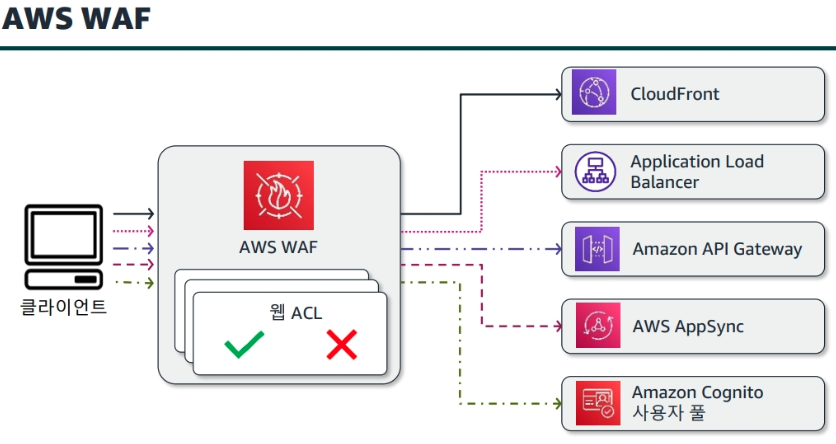 AWS WAF
CloudFront
Application Load
Balancer
AWS WAF
Amazon API Gateway
클라이언트
웹 ACL
AWS AppSync
Amazon Cognito
사용자 풀